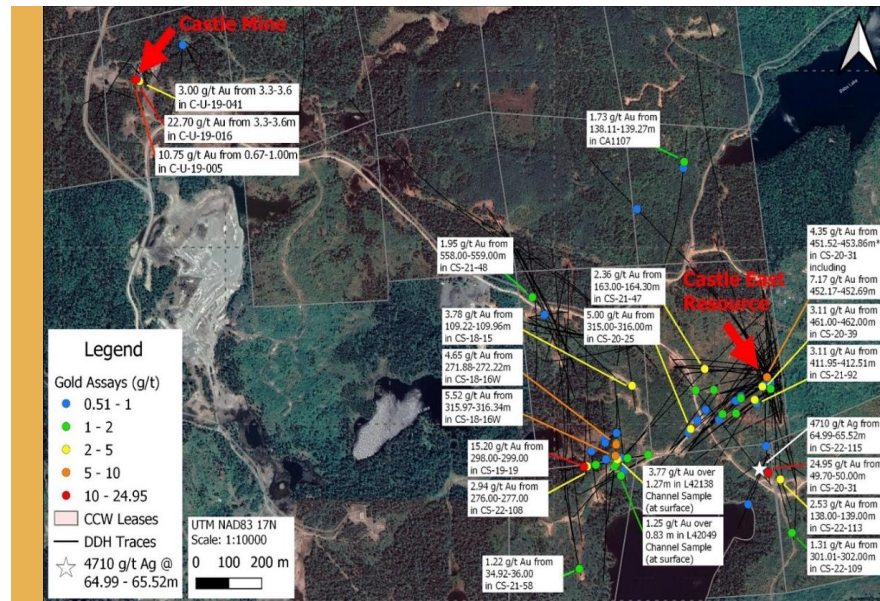 Castle Mine
3.00 g/t Au from 3.3-3.6
in C-U-19-041
22.70 g/t Au from 3.3-3.6m
in C-U-19-016
10.75 g/t Au from 0.67-1.00m
in C-U-19-005
1.73 g/t Au from
138.11-139.27m
in CA1107
1.95 g/t Au from
558.00-559.00m
in CS-21-48
2.36 g/t Au from
163.00-164.30m
in CS-21-47
5.00 g/t Au from
315.00-316.00m
in CS-20-25
Castle East
Resource
4.35 g/t Au from
451.52-453.86m*
in CS-20-31
including
7.17 g/t Au from
452.17-452.69m
3.11 g/t Au from
461.00-462.00m
in CS-20-39
3.11 g/t Au from
411.95-412.51m
in CS-21-92
3.78 g/t Au from
109.22-109.96m
in CS-18-15
4.65 g/t Au from
271.88-272.22m
in CS-18-16W
5.52 g/t Au from
315.97-316.34m
in CS-18-16W
15.20 g/t Au from
298.00-299.00
in CS-19-19
2.94 g/t Au from
276.00-277.00
in CS-22-108
1.22 g/t Au from
34.92-36.00
in CS-21-58
3.77 g/t Au over
1.27m in L42138
Channel Sample
(at surface)
1.25 g/t Au over
0.83 m in L42049
Channel Sample
(at surface)
4710 g/t Ag from
64.99-65.52m
in CS-22-115
24.95 g/t Au from
49.70-50.00m
in CS-20-31
2.53 g/t Au from
138.00-139.00m
in CS-22-113
1.31 g/t Au from
301.01-302.00m
in CS-22-109
Legend
Gold Assays (g/t)
0.51 - 1
1 - 2
2 - 5
5 - 10
10 - 24.95
CCW Leases
DDH Traces
4710 g/t Ag @
64.99 - 65.52m
UTM NAD83 17N
Scale: 1:10000
0 100 200 m